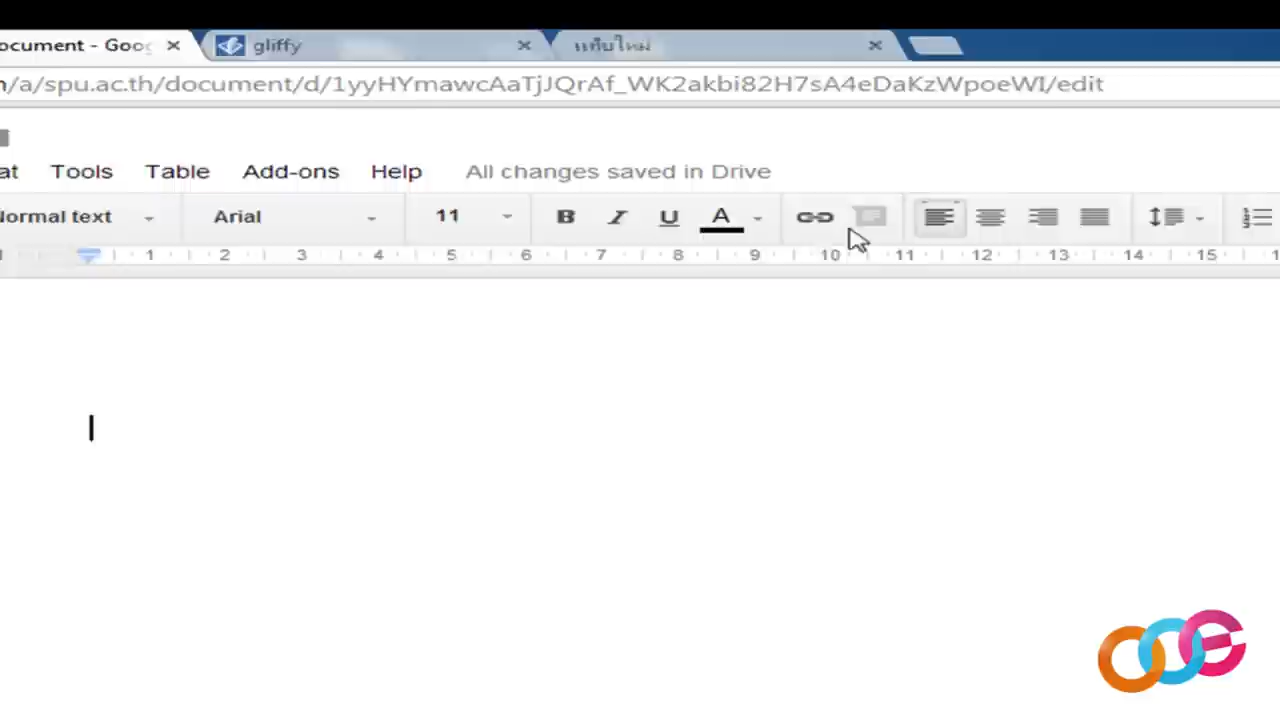 ocument - Goog
gliffy
แท็บใหม่
n/a/spu.ac.th/document/d/1yyHYmawcAaTjJQrAf_WK2akbi82H7sA4eDaKzWpoeWI/edit
at Tools Table Add-ons Help All changes saved in Drive
Normal text Arial 11 B I U A
1 2 3 4 5 6 7 8 9 10 11 12 13 14 15